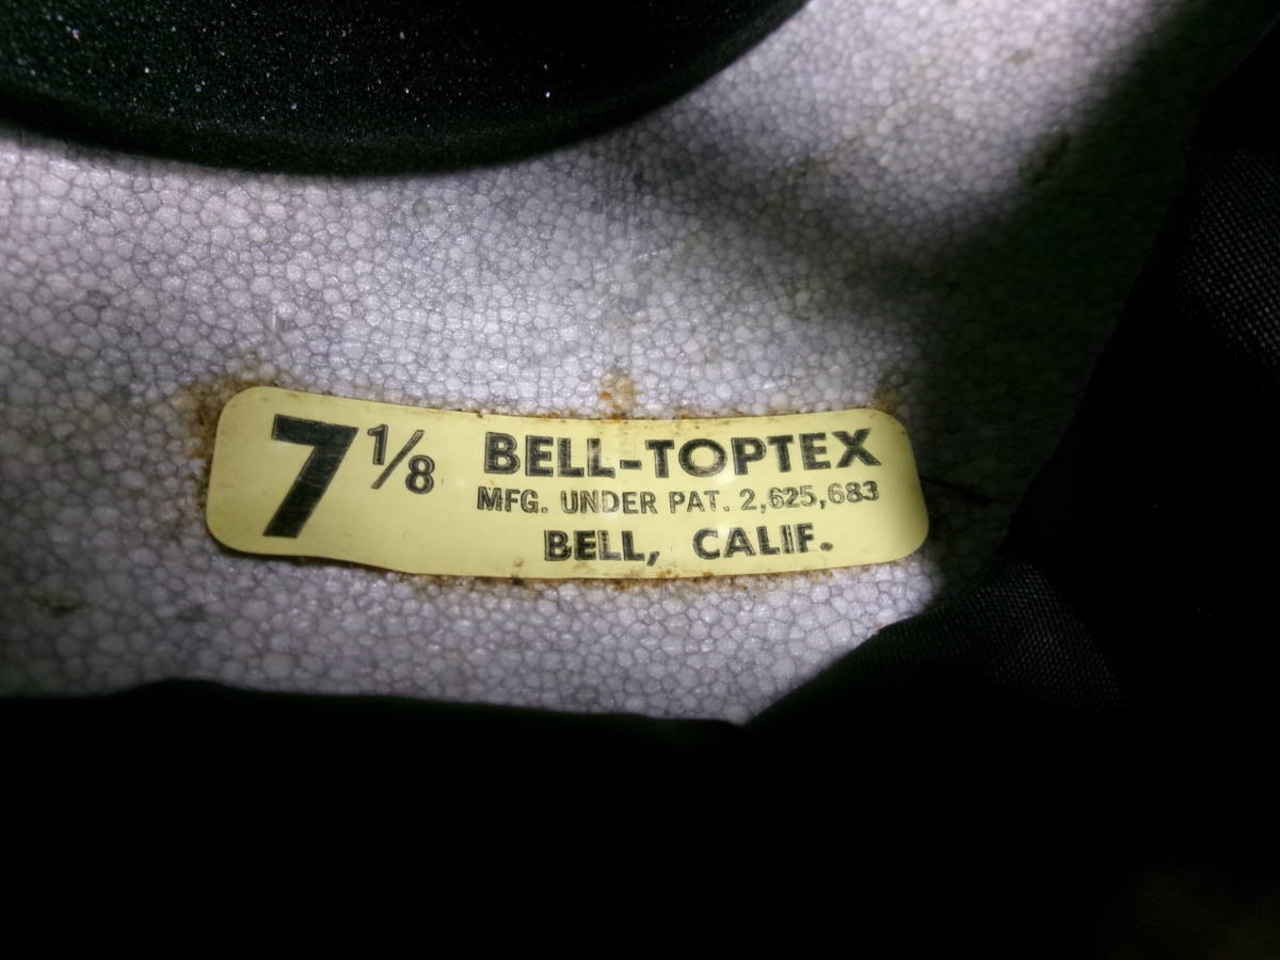 7 1/8 BELL-TOPTEX
MFG. UNDER PAT. 2,625,683
BELL, CALIF.